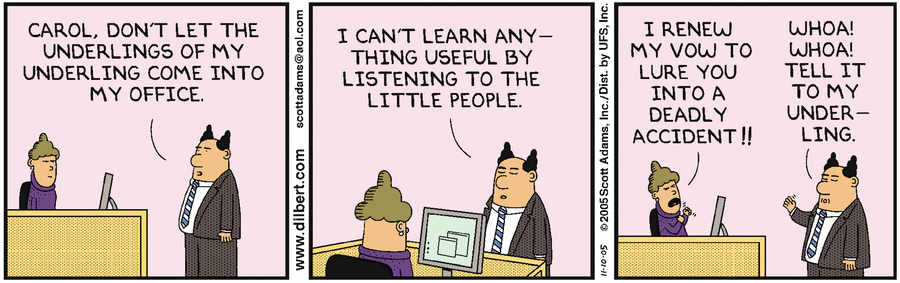 CAROL, DON'T LET THE
UNDERLINGS OF MY
UNDERLING COME INTO
MY OFFICE.
www.dilbert.com
scottadams@aol.com
I CAN'T LEARN ANY-
THING USEFUL BY
LISTENING TO THE
LITTLE PEOPLE.
11-10-05
©2005 Scott Adams, Inc./Dist. by UFS, Inc.
I RENEW
MY VOW TO
LURE YOU
INTO A
DEADLY
ACCIDENT!!
WHOA!
WHOA!
TELL IT
TO MY
UNDER-
LING.